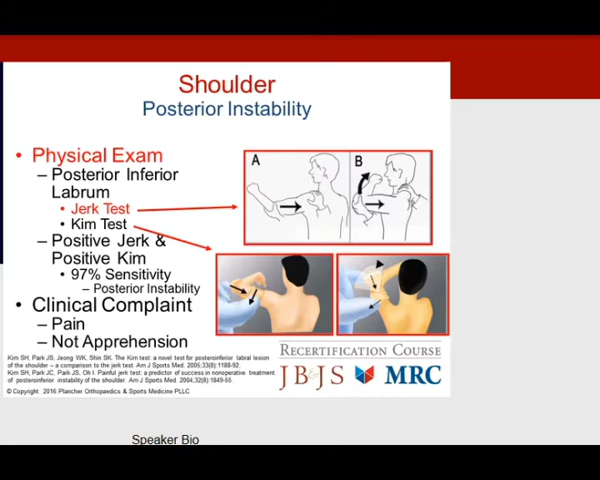 Shoulder
Posterior Instability
• Physical Exam
– Posterior Inferior
Labrum
• Jerk Test
• Kim Test
– Positive Jerk &
Positive Kim
• 97% Sensitivity
– Posterior Instability
• Clinical Complaint
– Pain
– Not Apprehension
A
B
Kim SH, Park JS, Jeong WK, Shin SK. The Kim test: a novel test for posteroinferior labral lesion
of the shoulder – a comparison to the jerk test. Am J Sports Med. 2005;33(8):1188-92.
Kim SH, Park JC, Park JS, Oh I. Painful jerk test: a predictor of success in nonoperative treatment
of posteroinferior instability of the shoulder. Am J Sports Med. 2004;32(8):1849-55.
© Copyright 2016 Plancher Orthopaedics & Sports Medicine PLLC
RECERTIFICATION COURSE
JB&JS MRC
Speaker Bio